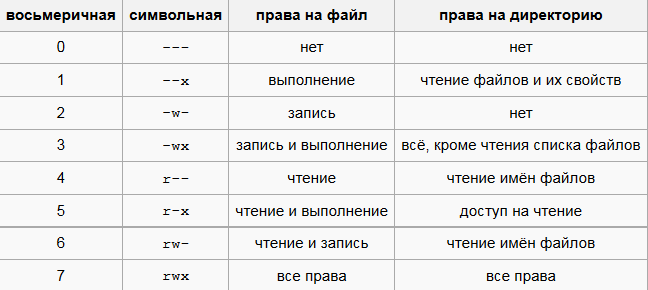 восьмеричная символьная права на файл права на директорию
0 --- нет нет
1 --x выполнение чтение файлов и их свойств
2 -w- запись нет
3 -wx запись и выполнение всё, кроме чтения списка файлов
4 r-- чтение чтение имён файлов
5 r-x чтение и выполнение доступ на чтение
6 rw- чтение и запись чтение имён файлов
7 rwx все права все права